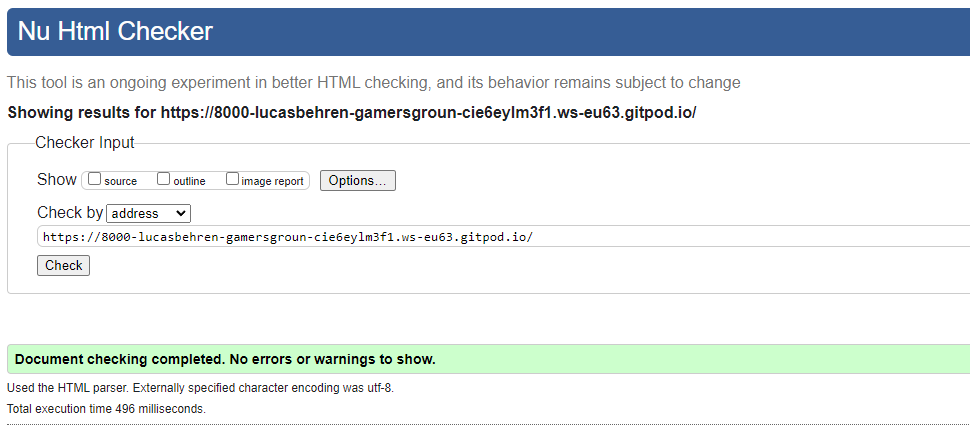 Nu Html Checker
This tool is an ongoing experiment in better HTML checking, and its behavior remains subject to change
Showing results for https://8000-lucasbehren-gamersgroun-cie6eylm3f1.ws-eu63.gitpod.io/
Checker Input
Show source outline image report Options...
Check by address
https://8000-lucasbehren-gamersgroun-cie6eylm3f1.ws-eu63.gitpod.io/
Check
Document checking completed. No errors or warnings to show.
Used the HTML parser. Externally specified character encoding was utf-8.
Total execution time 496 milliseconds.